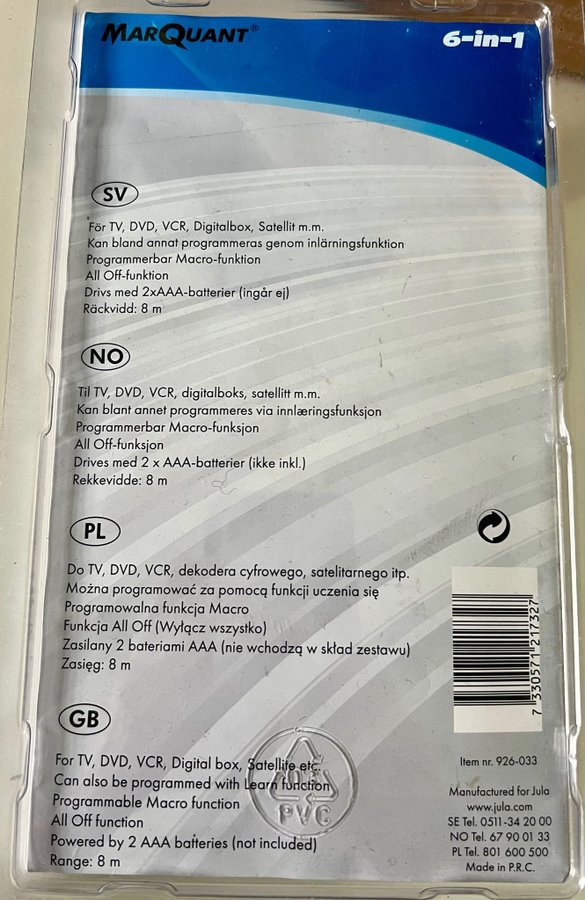 MARQUANT®
6-in-1
SV
För TV, DVD, VCR, Digitalbox, Satellit m.m.
Kan bland annat programmeras genom inlärningsfunktion
Programmerbar Macro-funktion
All Off-funktion
Drivs med 2xAAA-batterier (ingår ej)
Räckvidd: 8 m
NO
Til TV, DVD, VCR, digitalboks, satellitt m.m.
Kan blant annet programmeres via innlæringsfunksjon
Programmerbar Macro-funksjon
All Off-funksjon
Drives med 2 x AAA-batterier (ikke inkl.)
Rekkevidde: 8 m
PL
Do TV, DVD, VCR, dekodera cyfrowego, satelitarnego itp.
Można programować za pomocą funkcji uczenia się
Programowalna funkcja Macro
Funkcja All Off (Wyłącz wszystko)
Zasilany 2 bateriami AAA (nie wchodzą w skład zestawu)
Zasięg: 8 m
7 330571 217327
GB
For TV, DVD, VCR, Digital box, Satellite etc.
Can also be programmed with Learn function
Programmable Macro function
All Off function
Powered by 2 AAA batteries (not included)
Range: 8 m
03
PVC
Item nr. 926-033
Manufactured for Jula
www.jula.com
SE Tel. 0511-34 20 00
NO Tel. 67 90 01 33
PL Tel. 801 600 500
Made in P.R.C.